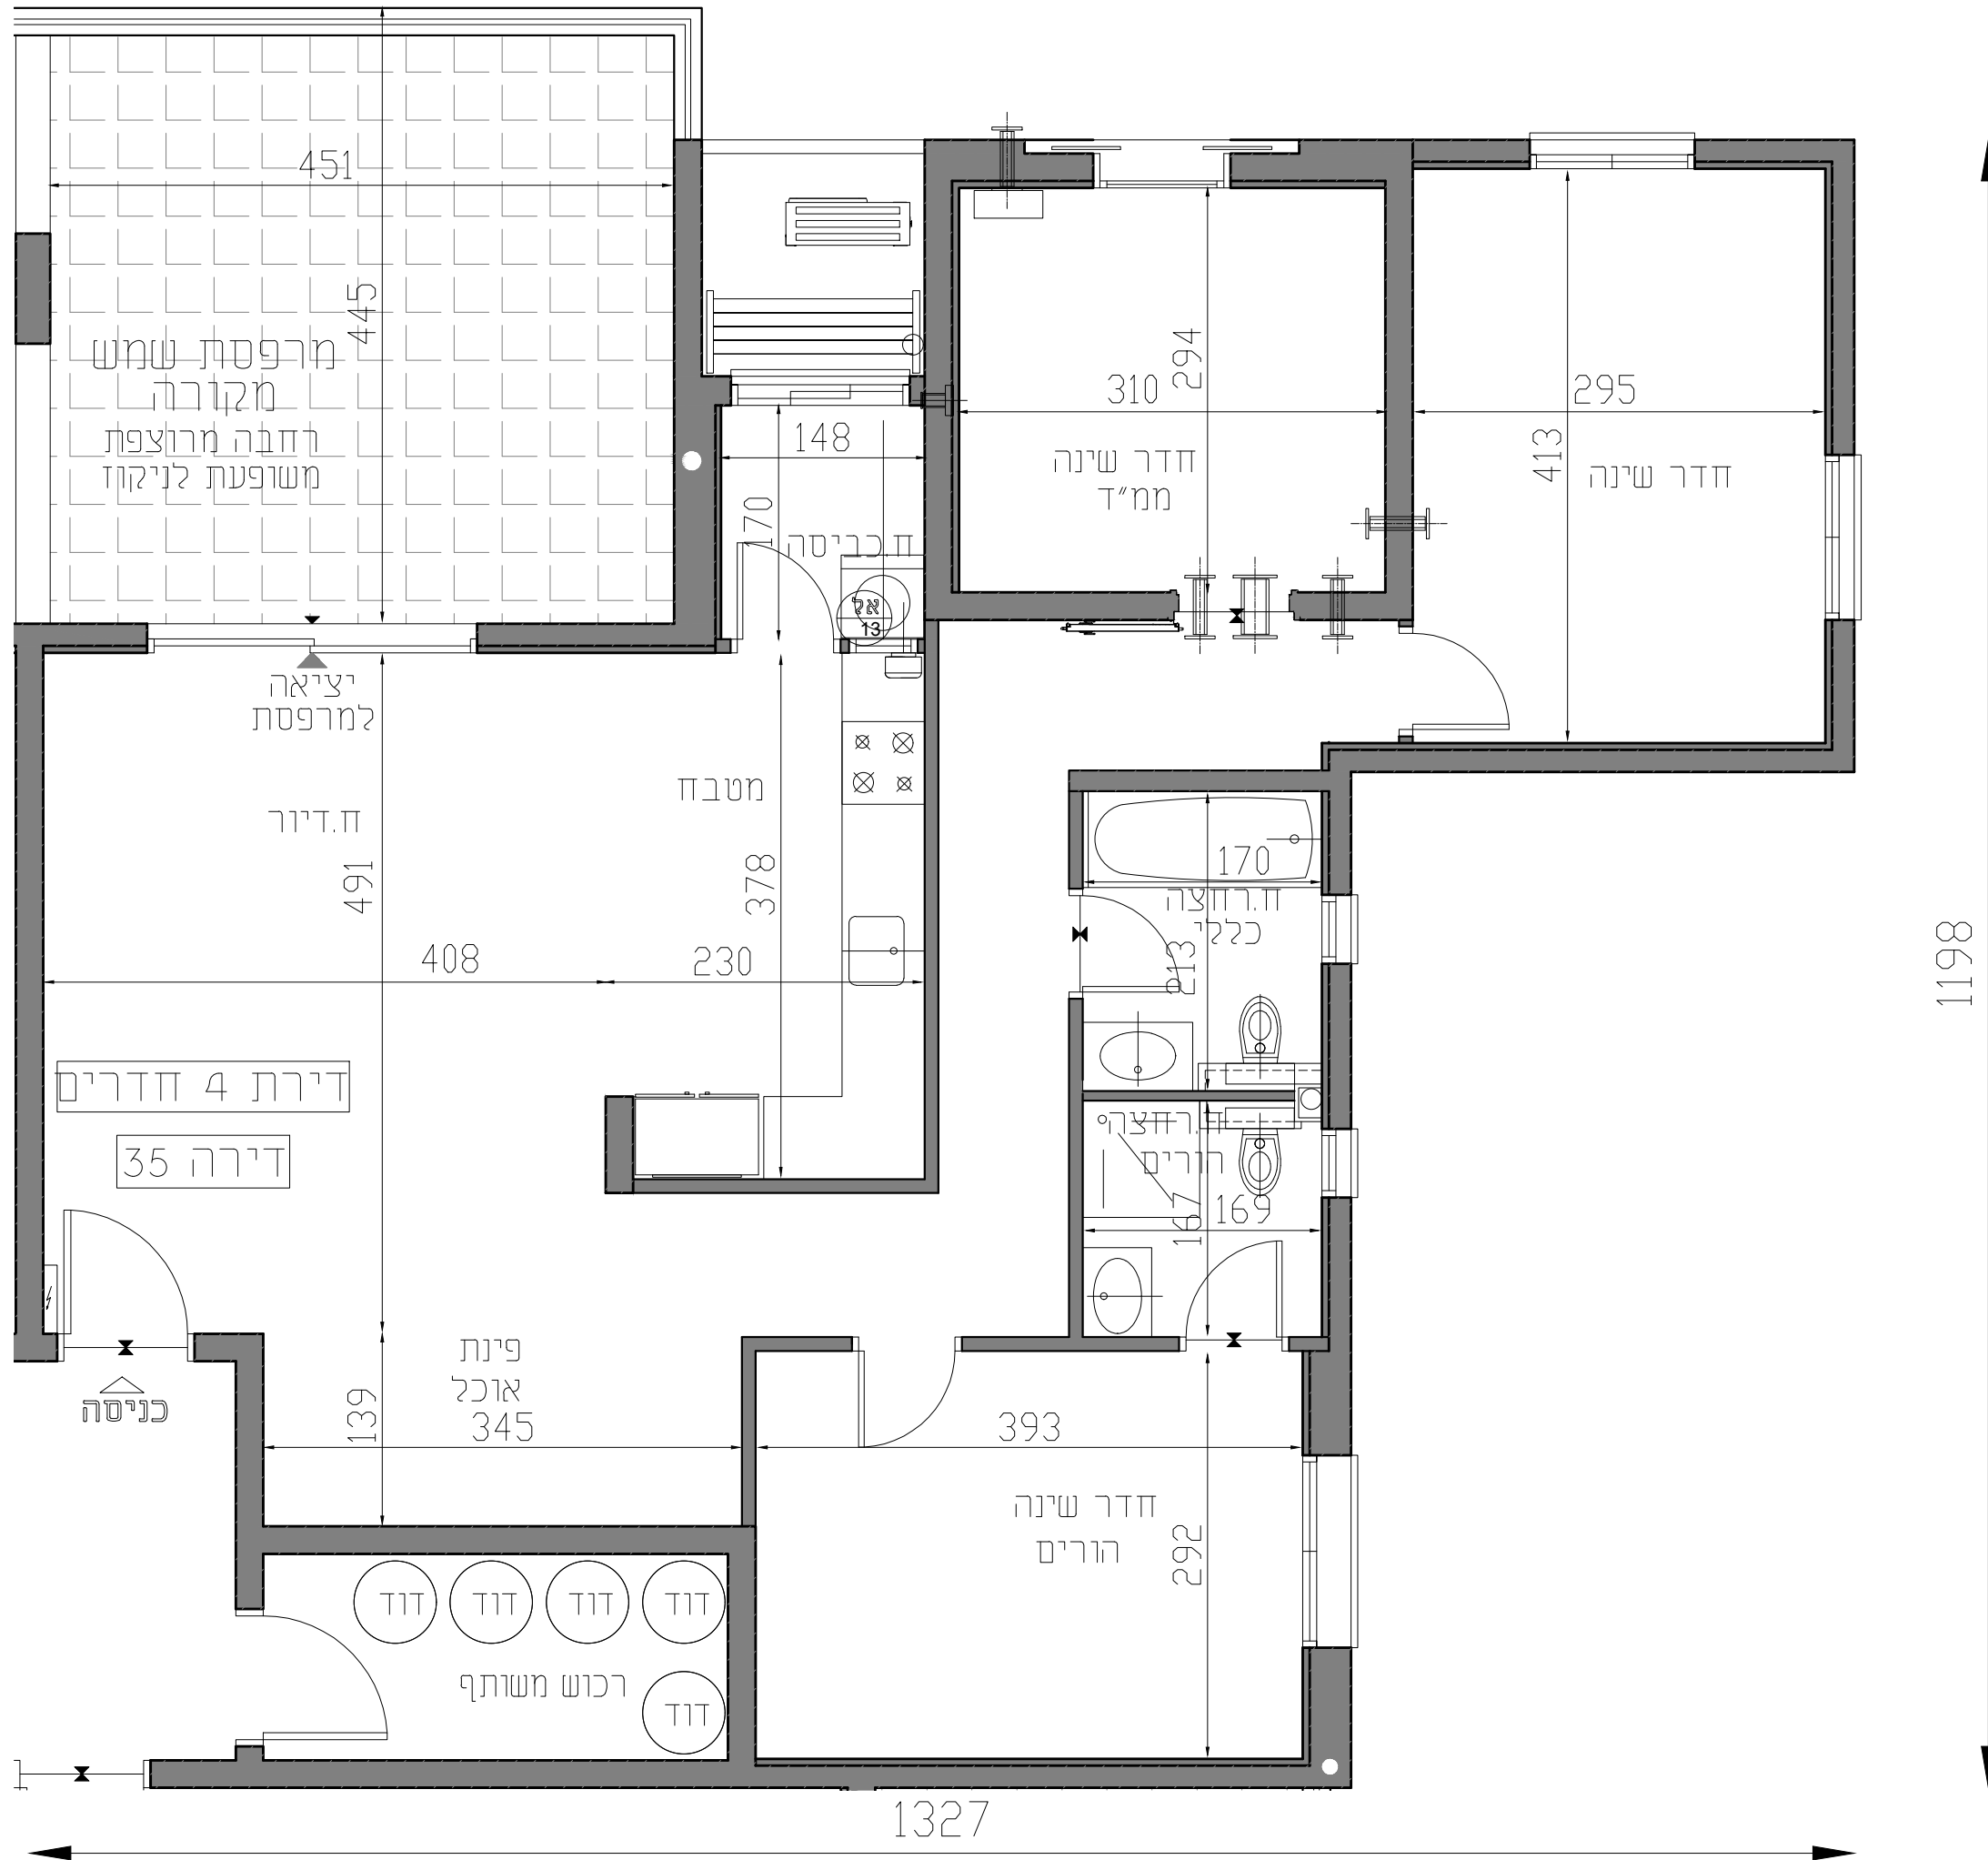 451
445
מרפסת שמש
מקורה
רחבה מרוצפת
משופעת לניקוז
יציאה
למרפסת
148
170
ח.כביסה
אל
13
310
294
חדר שינה
ממ"ד
295
413
חדר שינה
ח.דיור
491
408
מטבח
378
230
170
ח.רחצה
כללי
213
ח.רחצה
הורים
167
169
1198
דירת 4 חדרים
דירה 35
כניסה
פינת
אוכל
345
139
393
חדר שינה
הורים
292
דוד
דוד
דוד
דוד
דוד
רכוש משותף
1327